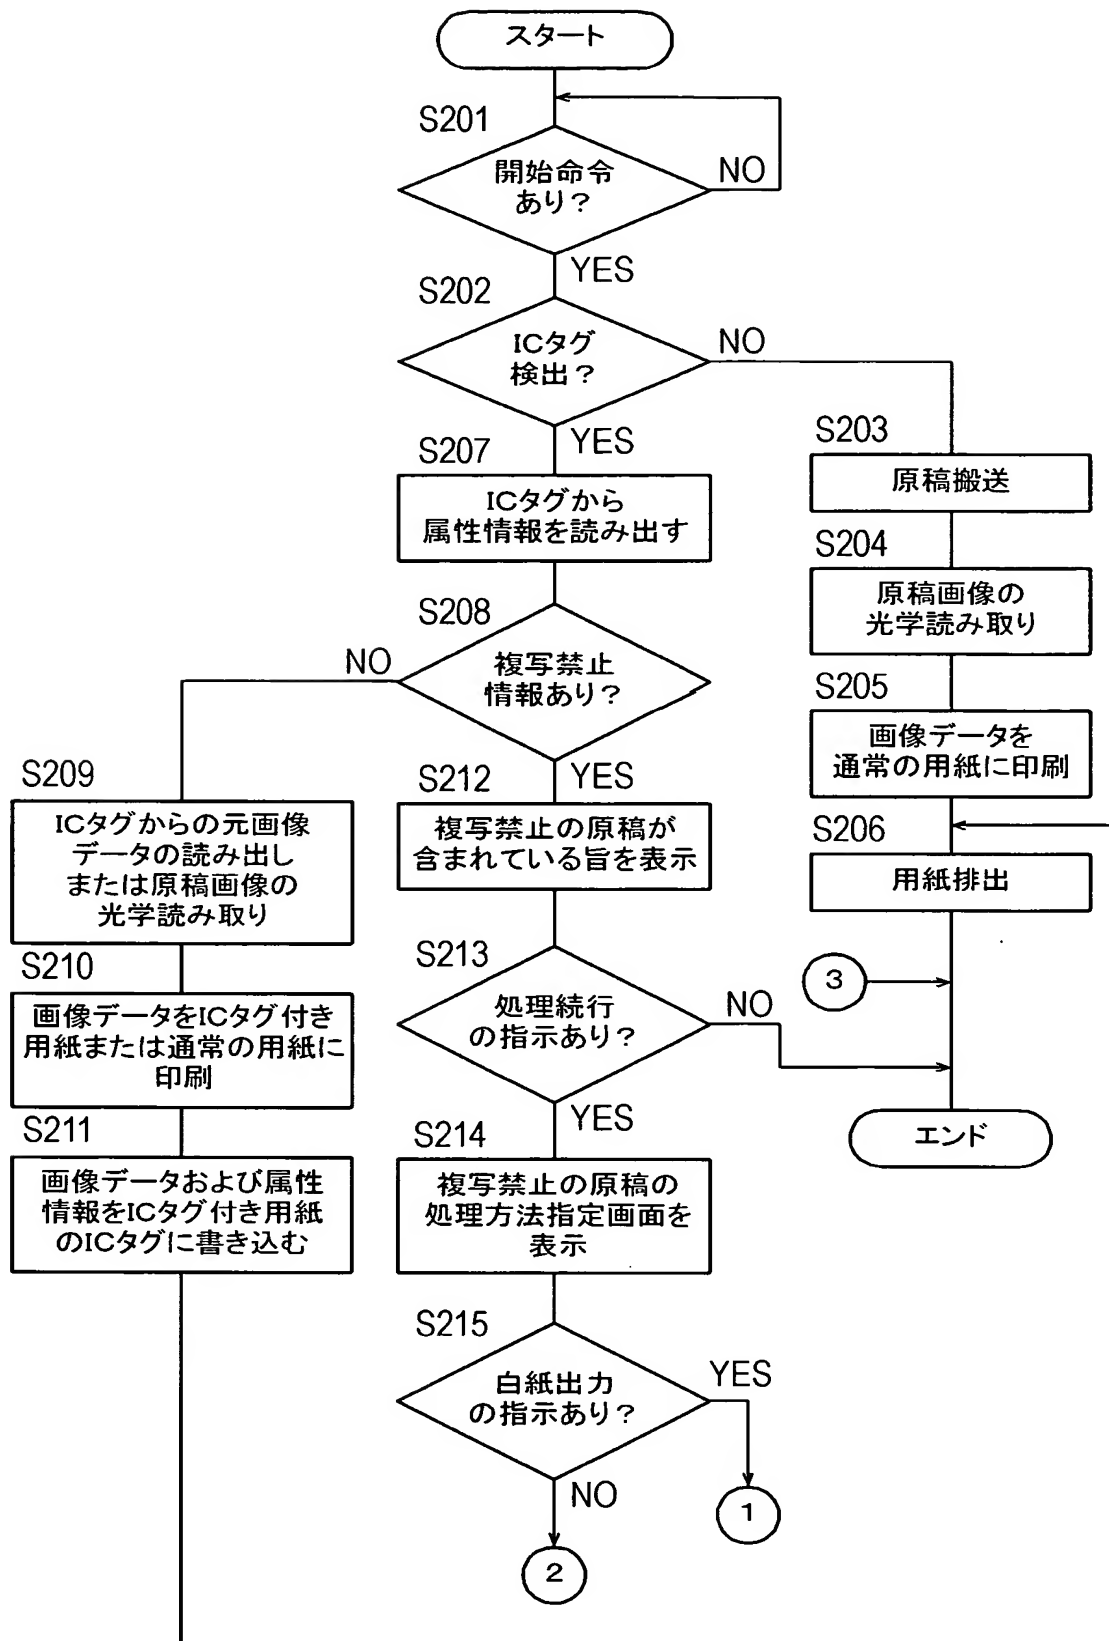 スタート
S201
開始命令
あり？
NO
YES
S202
ICタグ
検出？
NO
YES
S203
原稿搬送
S207
ICタグから
属性情報を読み出す
S204
原稿画像の
光学読み取り
S208
複写禁止
情報あり？
NO
YES
S205
画像データを
通常の用紙に印刷
S209
ICタグからの元画像
データの読み出し
または原稿画像の
光学読み取り
S212
複写禁止の原稿が
含まれている旨を表示
S206
用紙排出
S210
画像データをICタグ付き
用紙または通常の用紙に
印刷
S213
処理続行
の指示あり？
NO
YES
3
エンド
S211
画像データおよび属性
情報をICタグ付き用紙
のICタグに書き込む
S214
複写禁止の原稿の
処理方法指定画面を
表示
S215
白紙出力
の指示あり？
YES
NO
1
2